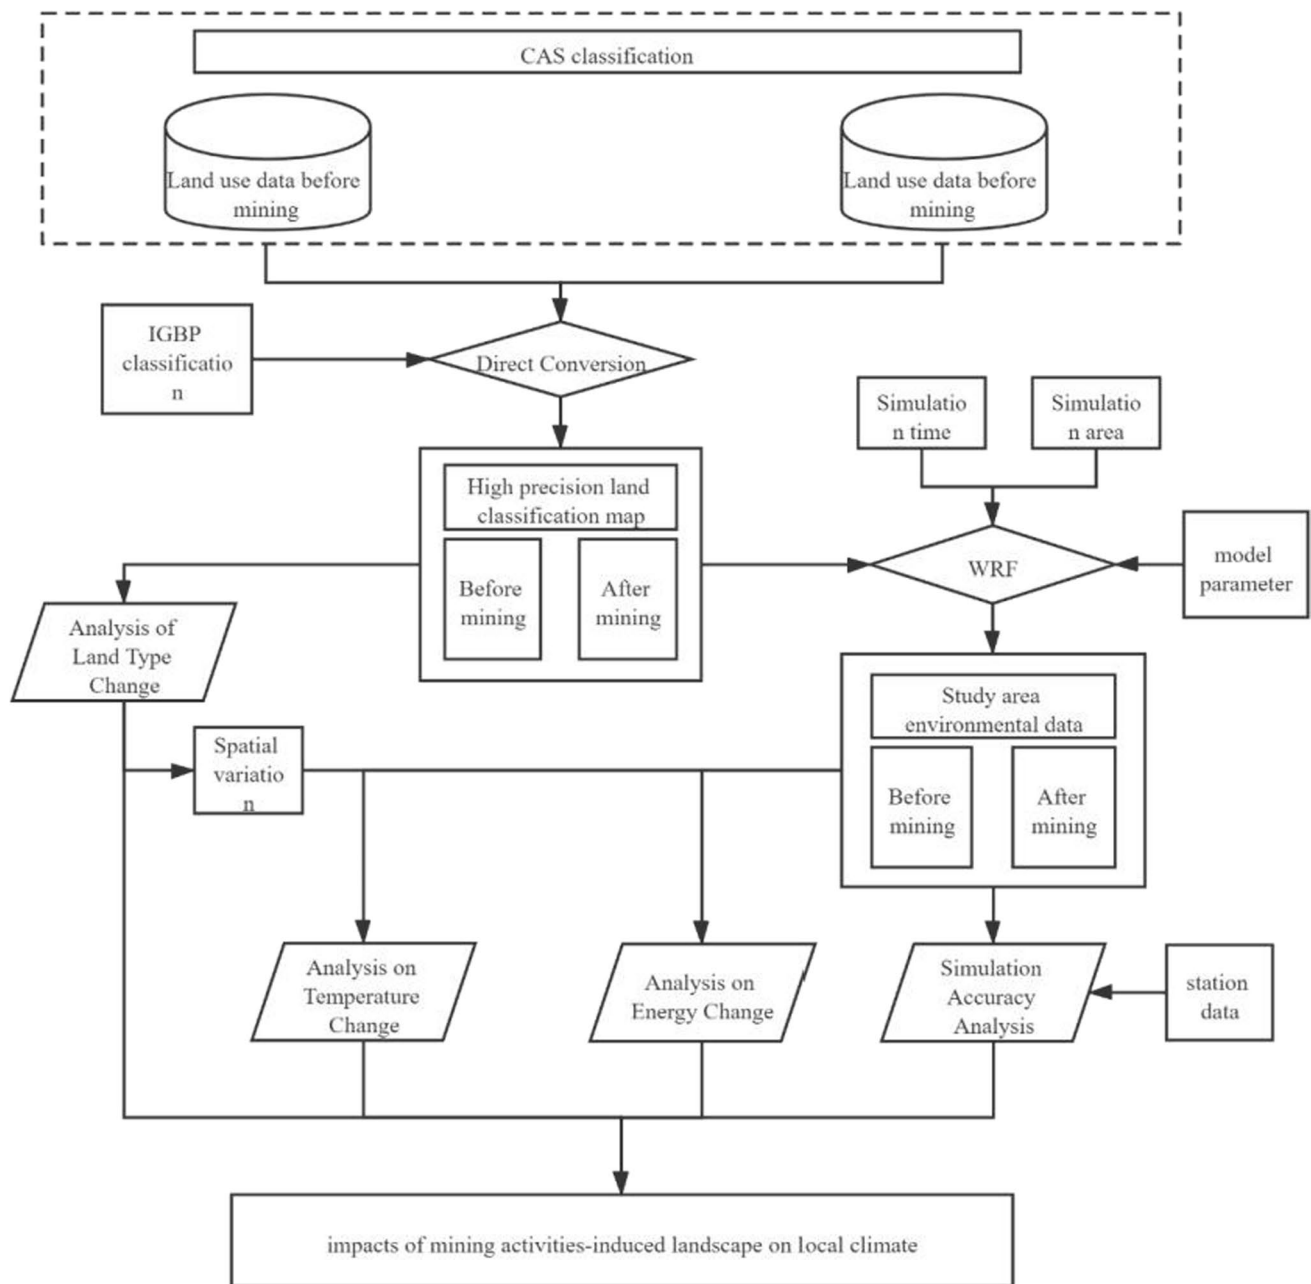 CAS classification
Land use data before
mining
Land use data before
mining
IGBP
classificatio
n
Direct Conversion
Simulatio
n time
Simulatio
n area
High precision land
classification map
Before
mining
After
mining
WRF
model
parameter
Analysis of
Land Type
Change
Study area
environmental data
Spatial
variatio
n
Before
mining
After
mining
Analysis on
Temperature
Change
Analysis on
Energy Change
Simulation
Accuracy
Analysis
station
data
impacts of mining activities-induced landscape on local climate